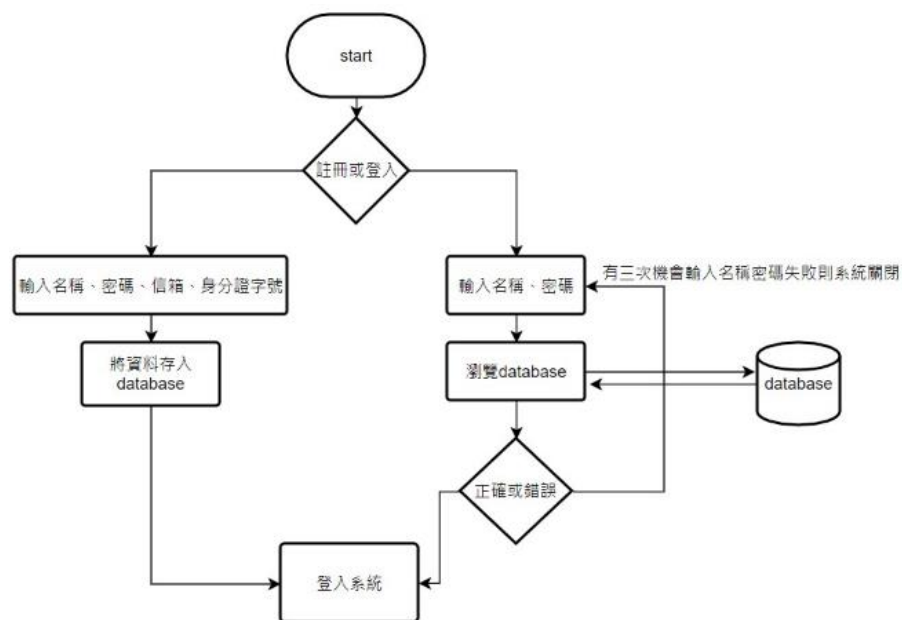 start
註冊或登入
輸入名稱、密碼、信箱、身分證字號
輸入名稱、密碼
有三次機會輸入名稱密碼失敗則系統關閉
將資料存入
database
瀏覽database
database
正確或錯誤
登入系統